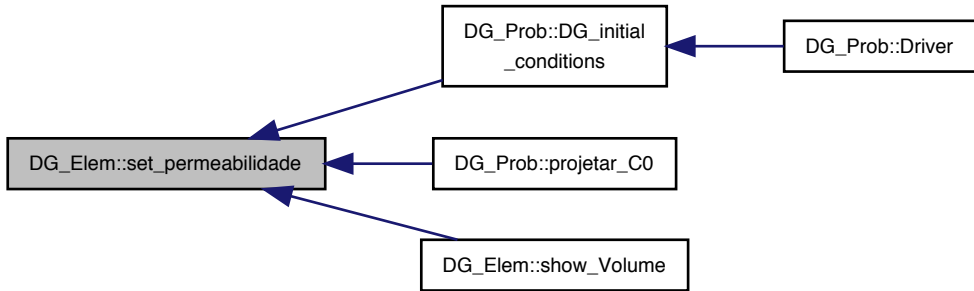 DG_Prob::DG_initial
_conditions
DG_Prob::Driver
DG_Elem::set_permeabilidade
DG_Prob::projetar_C0
DG_Elem::show_Volume